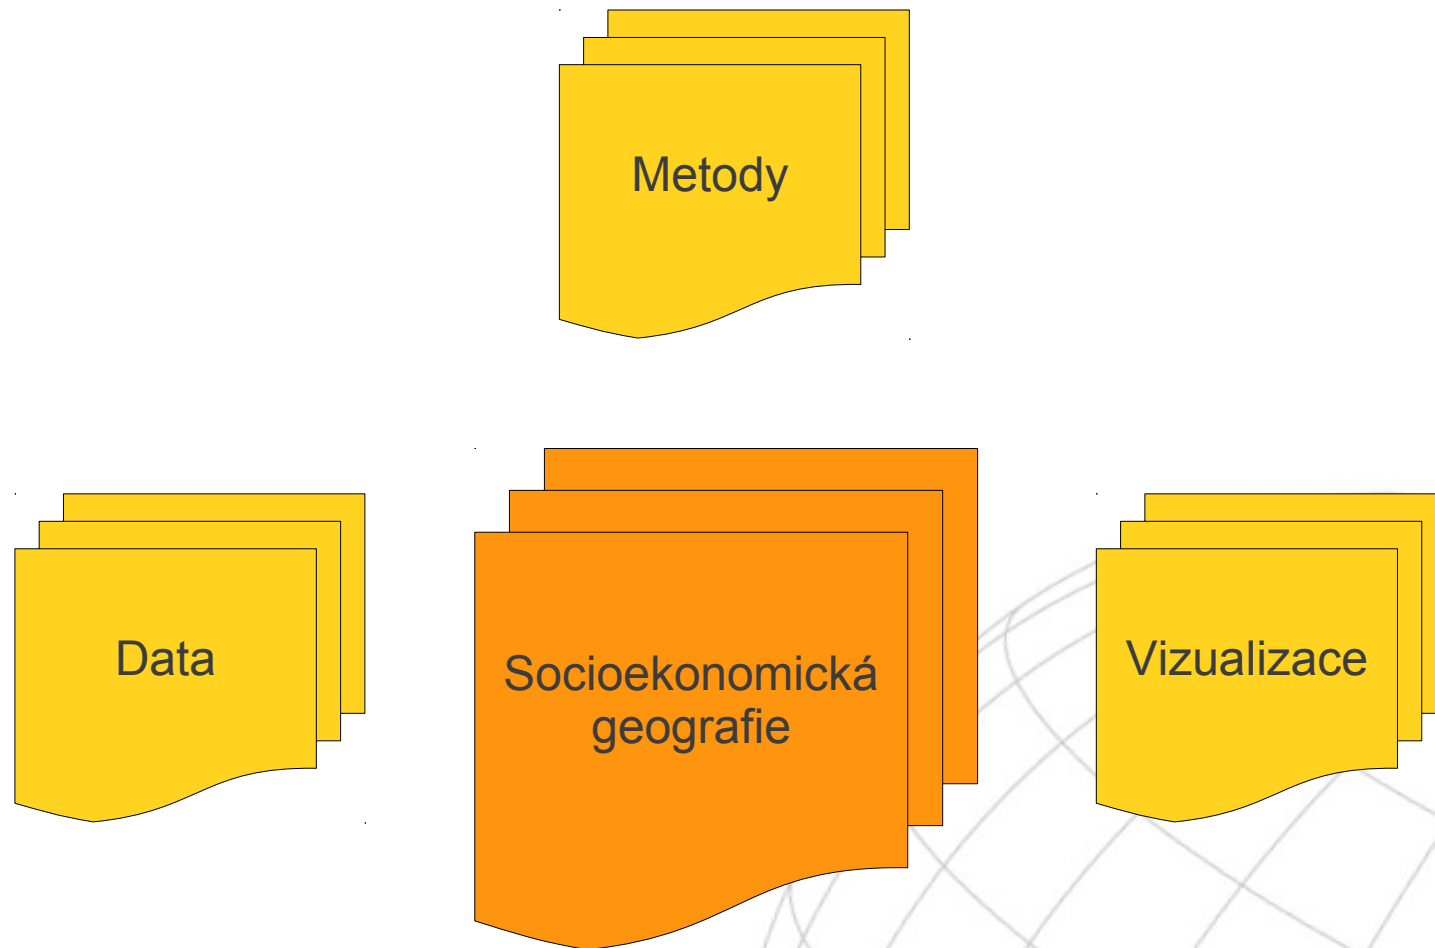 Metody
Data
Socioekonomická
geografie
Vizualizace